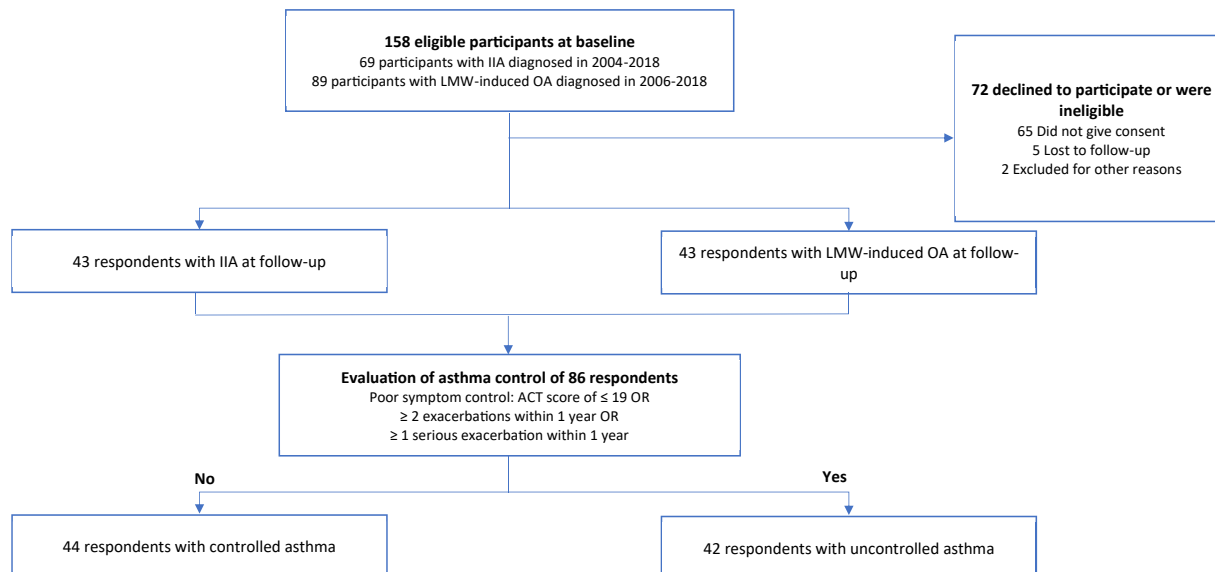 158 eligible participants at baseline
69 participants with IIA diagnosed in 2004-2018
89 participants with LMW-induced OA diagnosed in 2006-2018
72 declined to participate or were
ineligible
65 Did not give consent
5 Lost to follow-up
2 Excluded for other reasons
43 respondents with IIA at follow-up
43 respondents with LMW-induced OA at follow-
up
Evaluation of asthma control of 86 respondents
Poor symptom control: ACT score of ≤ 19 OR
≥ 2 exacerbations within 1 year OR
≥ 1 serious exacerbation within 1 year
No
Yes
44 respondents with controlled asthma
42 respondents with uncontrolled asthma